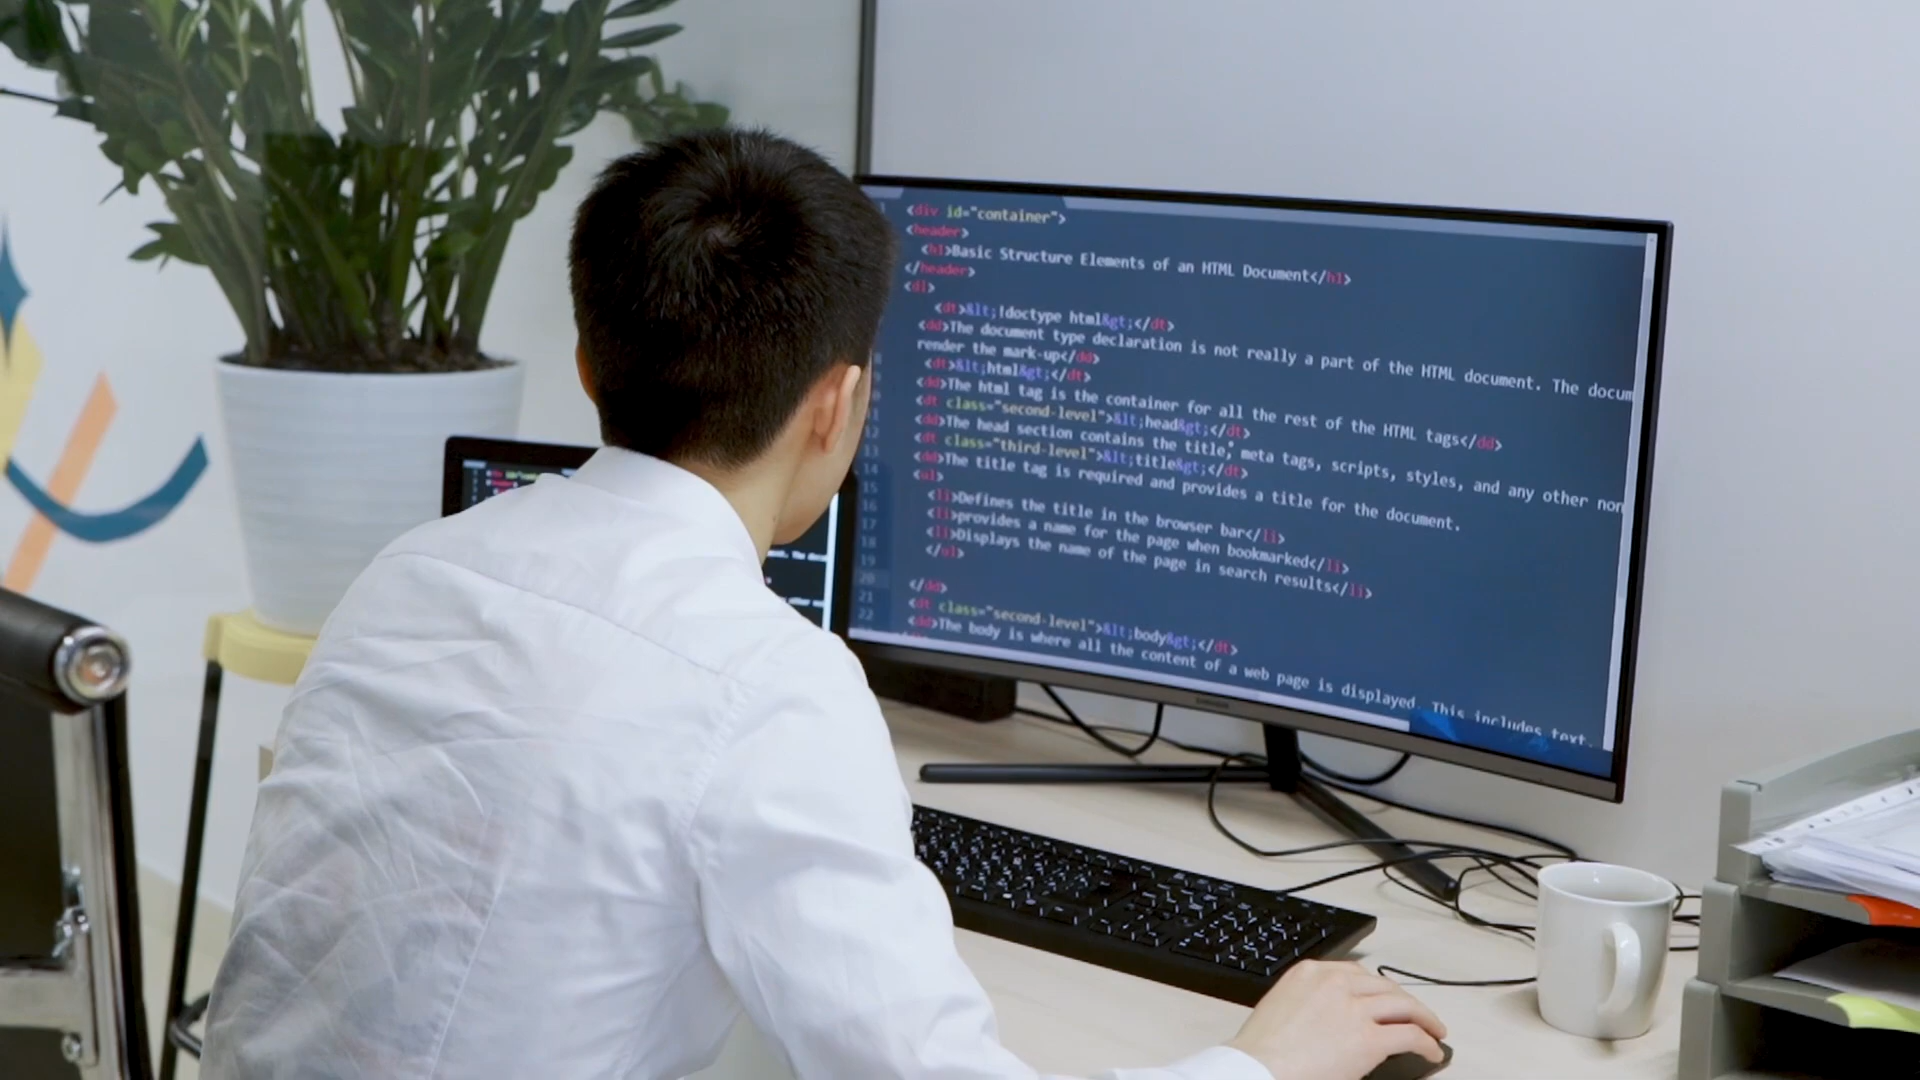 <div id="container">
<header>
<h1>Basic Structure Elements of an HTML Document</h1>
</header>
<dl>
<dt>&lt;!doctype html&gt;</dt>
<dd>The document type declaration is not really a part of the HTML document. The docum
render the mark-up</dd>
<dt>&lt;html&gt;</dt>
<dd>The html tag is the container for all the rest of the HTML tags</dd>
<dt class="second-level">&lt;head&gt;</dt>
<dd>The head section contains the title, meta tags, scripts, styles, and any other non
<dt class="third-level">&lt;title&gt;</dt>
<dd>The title tag is required and provides a title for the document.
<ul>
<li>Defines the title in the browser bar</li>
<li>provides a name for the page when bookmarked</li>
<li>Displays the name of the page in search results</li>
</ul>
</dd>
<dt class="second-level">&lt;body&gt;</dt>
<dd>The body is where all the content of a web page is displayed. This includes text,